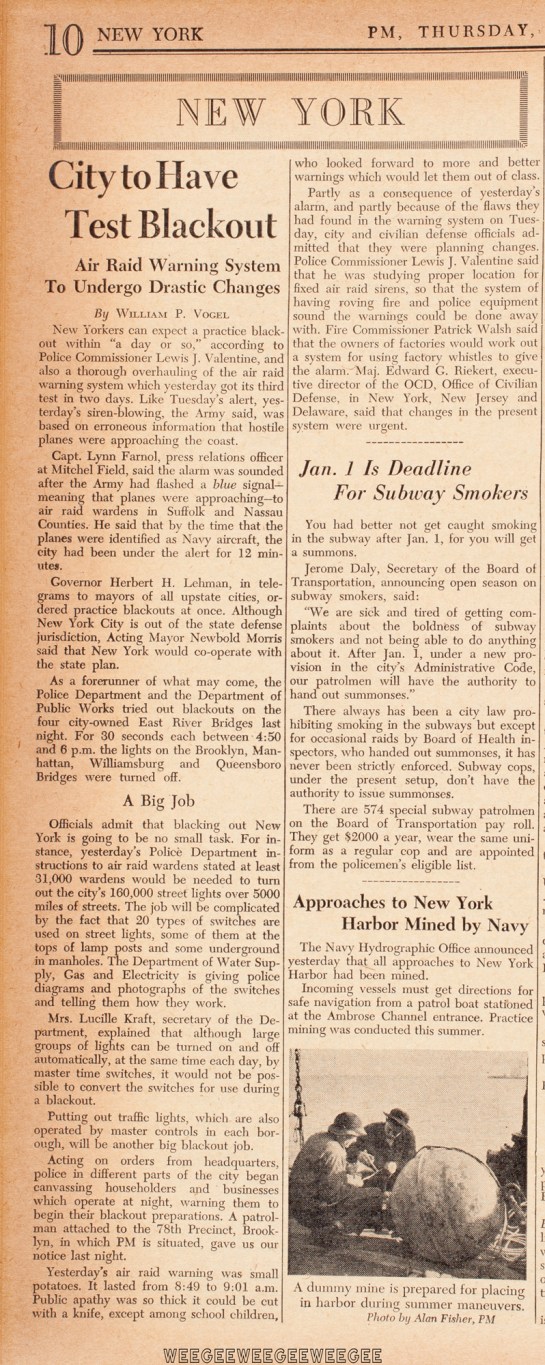 10 NEW YORK
PM, THURSDAY,
NEW YORK
City to Have
Test Blackout
Air Raid Warning System
To Undergo Drastic Changes
By William P. Vogel
New Yorkers can expect a practice black-
out within “a day or so,” according to
Police Commissioner Lewis J. Valentine, and
also a thorough overhauling of the air raid
warning system which yesterday got its third
test in two days. Like Tuesday's alert, yes-
terday's siren-blowing, the Army said, was
based on erroneous information that hostile
planes were approaching the coast.
Capt. Lynn Farnol, press relations officer
at Mitchel Field, said the alarm was sounded
after the Army had flashed a blue signal—
meaning that planes were approaching—to
air raid wardens in Suffolk and Nassau
Counties. He said that by the time that the
planes were identified as Navy aircraft, the
city had been under the alert for 12 min-
utes.
Governor Herbert H. Lehman, in tele-
grams to mayors of all upstate cities, or-
dered practice blackouts at once. Although
New York City is out of the state defense
jurisdiction, Acting Mayor Newbold Morris
said that New York would co-operate with
the state plan.
As a forerunner of what may come, the
Police Department and the Department of
Public Works tried out blackouts on the
four city-owned East River Bridges last
night. For 30 seconds each between 4:50
and 6 p.m. the lights on the Brooklyn, Man-
hattan, Williamsburg and Queensboro
Bridges were turned off.
A Big Job
Officials admit that blacking out New
York is going to be no small task. For in-
stance, yesterday's Police Department in-
structions to air raid wardens stated at least
31,000 wardens would be needed to turn
out the city's 160,000 street lights over 5000
miles of streets. The job will be complicated
by the fact that 20 types of switches are
used on street lights, some of them at the
tops of lamp posts and some underground
in manholes. The Department of Water Sup-
ply, Gas and Electricity is giving police
diagrams and photographs of the switches
and telling them how they work.
Mrs. Lucille Kraft, secretary of the De-
partment, explained that although large
groups of lights can be turned on and off
automatically, at the same time each day, by
master time switches, it would not be pos-
sible to convert the switches for use during
a blackout.
Putting out traffic lights, which are also
operated by master controls in each bor-
ough, will be another big blackout job.
Acting on orders from headquarters,
police in different parts of the city began
canvassing householders and businesses
which operate at night, warning them to
begin their blackout preparations. A patrol-
man attached to the 78th Precinct, Brook-
lyn, in which PM is situated, gave us our
notice last night.
Yesterday's air raid warning was small
potatoes. It lasted from 8:49 to 9:01 a.m.
Public apathy was so thick it could be cut
with a knife, except among school children,
who looked forward to more and better
warnings which would let them out of class.
Partly as a consequence of yesterday's
alarm, and partly because of the flaws they
had found in the warning system on Tues-
day, city and civilian defense officials ad-
mitted that they were planning changes.
Police Commissioner Lewis J. Valentine said
that he was studying proper location for
fixed air raid sirens, so that the system of
having roving fire and police equipment
sound the warnings could be done away
with. Fire Commissioner Patrick Walsh said
that the owners of factories would work out
a system for using factory whistles to give
the alarm. Maj. Edward G. Riekert, execu-
tive director of the OCD, Office of Civilian
Defense, in New York, New Jersey and
Delaware, said that changes in the present
system were urgent.
Jan. 1 Is Deadline
For Subway Smokers
You had better not get caught smoking
in the subway after Jan. 1, for you will get
a summons.
Jerome Daly, Secretary of the Board of
Transportation, announcing open season on
subway smokers, said:
“We are sick and tired of getting com-
plaints about the boldness of subway
smokers and not being able to do anything
about it. After Jan. 1, under a new pro-
vision in the city's Administrative Code,
our patrolmen will have the authority to
hand out summonses.”
There always has been a city law pro-
hibiting smoking in the subways but except
for occasional raids by Board of Health in-
spectors, who handed out summonses, it has
never been strictly enforced. Subway cops,
under the present setup, don't have the
authority to issue summonses.
There are 574 special subway patrolmen
on the Board of Transportation pay roll.
They get $2000 a year, wear the same uni-
form as a regular cop and are appointed
from the policemen's eligible list.
Approaches to New York
Harbor Mined by Navy
The Navy Hydrographic Office announced
yesterday that all approaches to New York
Harbor had been mined.
Incoming vessels must get directions for
safe navigation from a patrol boat stationed
at the Ambrose Channel entrance. Practice
mining was conducted this summer.
A dummy mine is prepared for placing
in harbor during summer maneuvers.
Photo by Alan Fisher, PM
WEEGEEWEEGEEWEEGEE